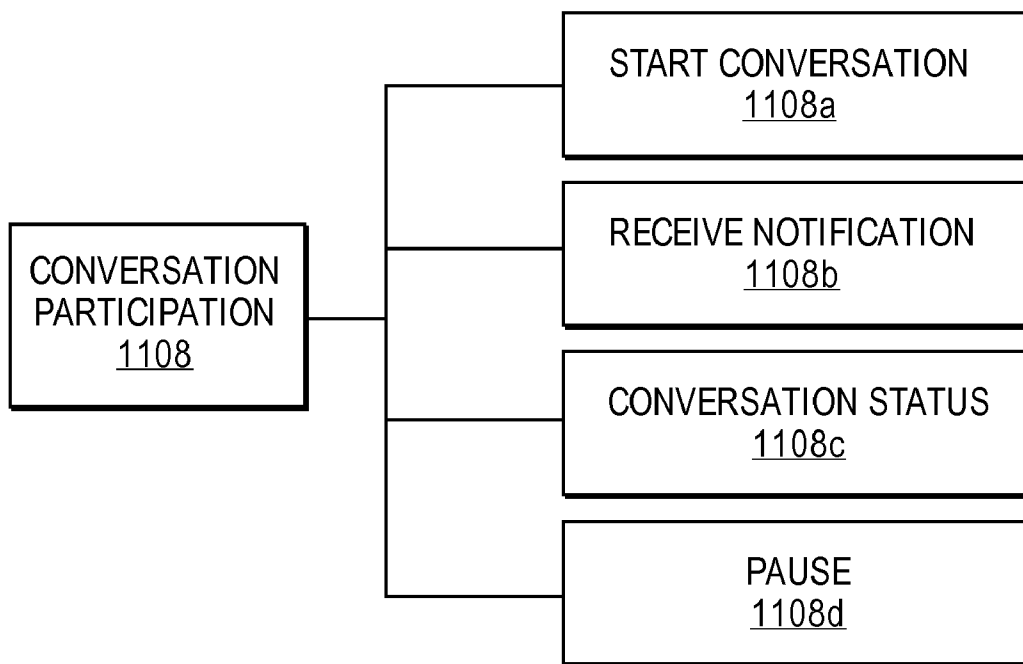 START CONVERSATION
1108a
RECEIVE NOTIFICATION
1108b
CONVERSATION
PARTICIPATION
1108
CONVERSATION STATUS
1108c
PAUSE
1108d